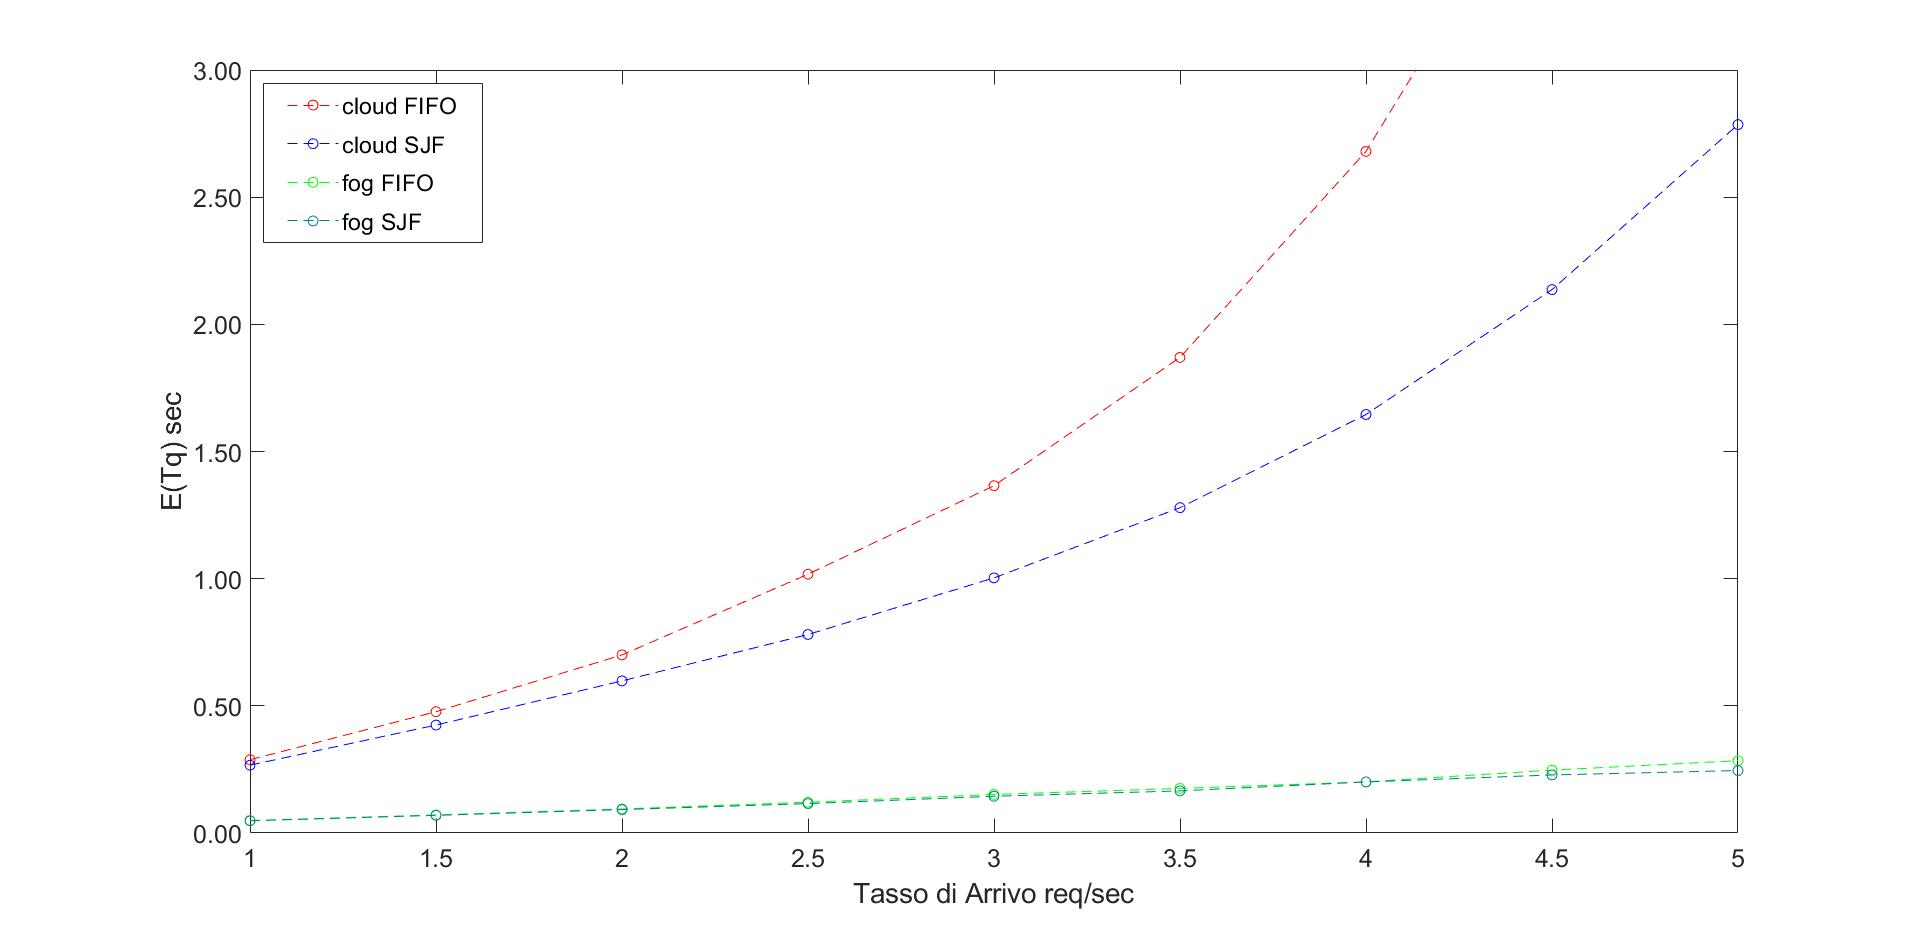 3.00
cloud FIFO
cloud SJF
fog FIFO
fog SJF
2.50
2.00
1.50
1.00
0.50
0.00
E(Tq) sec
1 1.5 2 2.5 3 3.5 4 4.5 5
Tasso di Arrivo req/sec